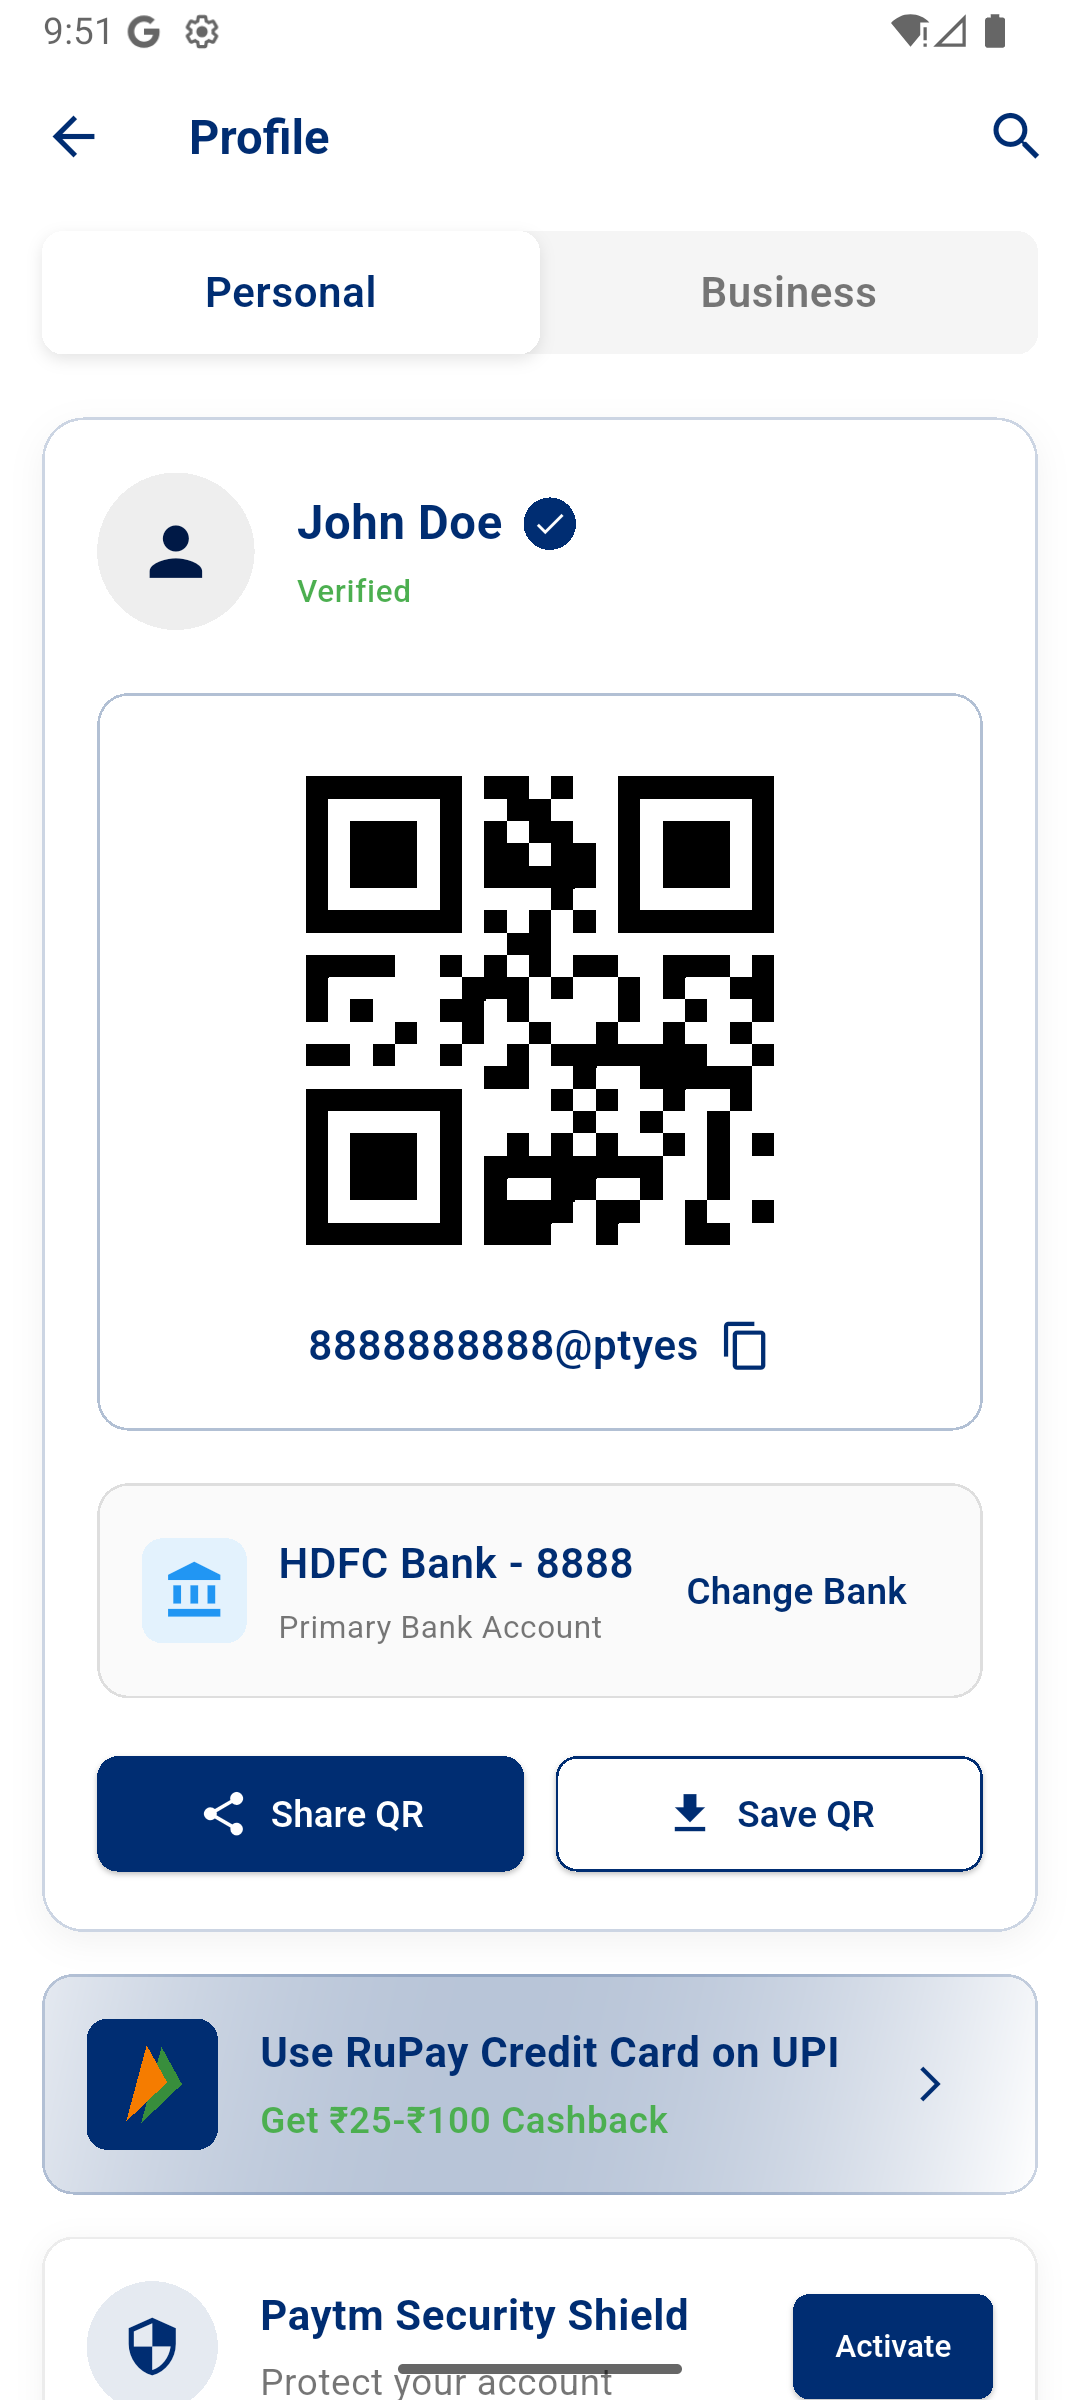 9:51
Profile
Personal
Business
John Doe
Verified
8888888888@ptyes
HDFC Bank - 8888
Primary Bank Account
Change Bank
Share QR
Save QR
Use RuPay Credit Card on UPI
Get ₹25-₹100 Cashback
Paytm Security Shield
Protect your account
Activate